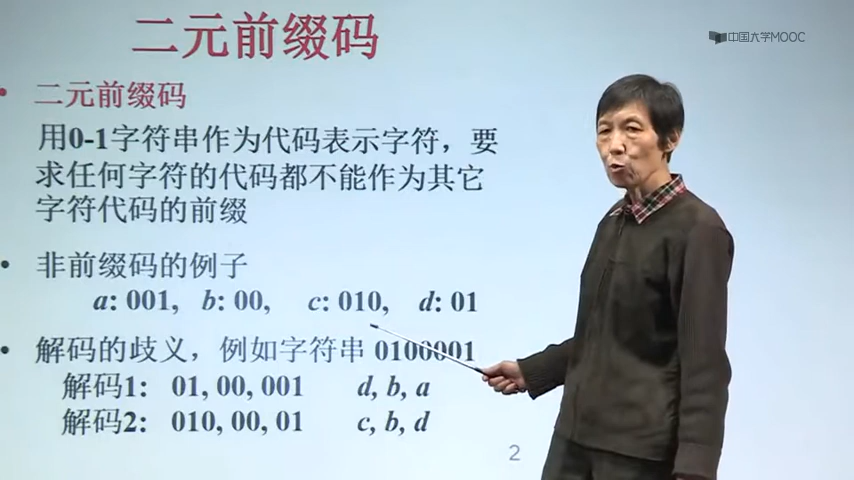 二元前缀码
中国大学MOOC
• 二元前缀码
用0-1字符串作为代码表示字符，要
求任何字符的代码都不能作为其它
字符代码的前缀
• 非前缀码的例子
a: 001, b: 00, c: 010, d: 01
• 解码的歧义，例如字符串 0100001
解码1: 01, 00, 001 d, b, a
解码2: 010, 00, 01 c, b, d
2